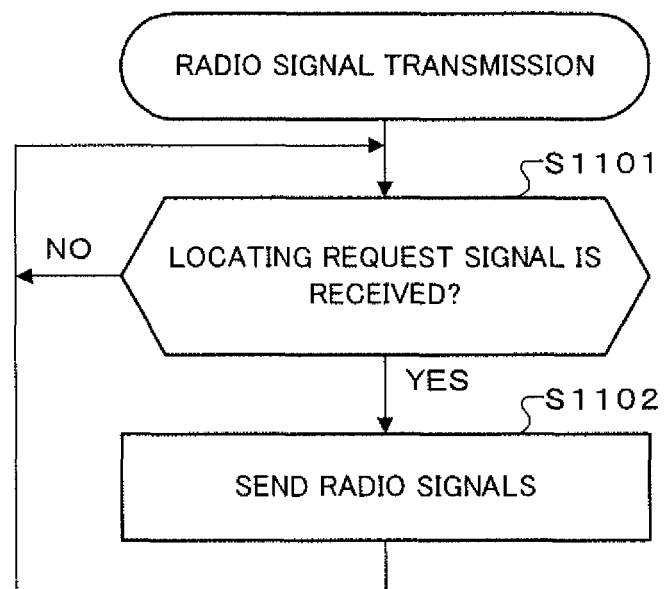 RADIO SIGNAL TRANSMISSION
S1101
NO
LOCATING REQUEST SIGNAL IS
RECEIVED?
YES
S1102
SEND RADIO SIGNALS